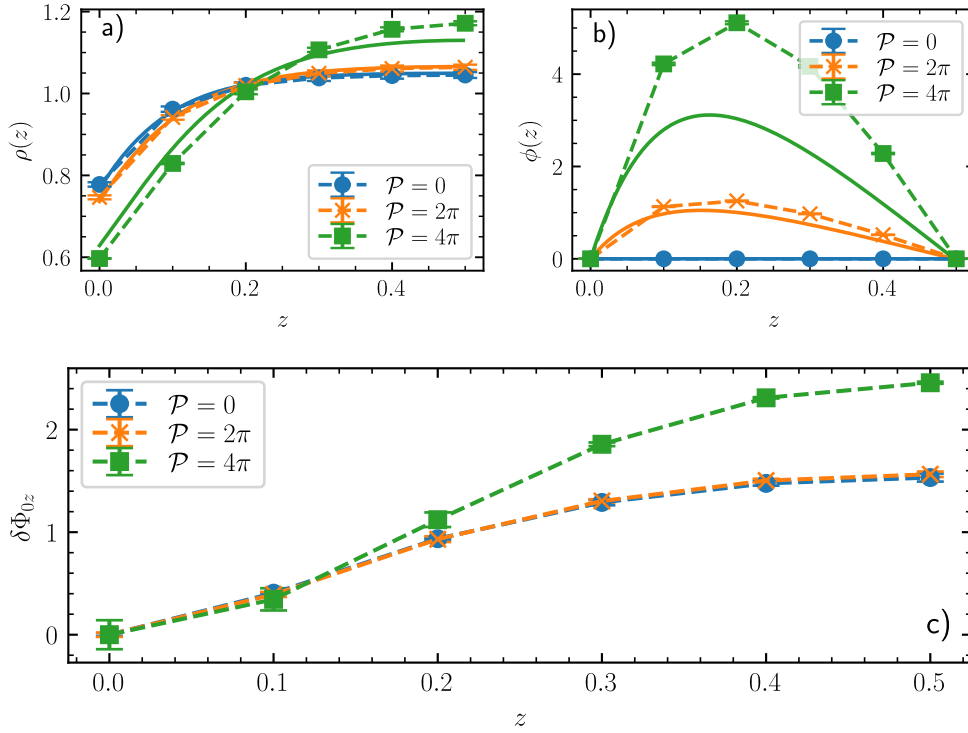 a)
ρ(z)
1.2
1.0
0.8
0.6
𝒫 = 0
𝒫 = 2π
𝒫 = 4π
0.0 0.2 0.4
z
b)
ϕ(z)
4
2
0
𝒫 = 0
𝒫 = 2π
𝒫 = 4π
0.0 0.2 0.4
z
𝒫 = 0
𝒫 = 2π
𝒫 = 4π
δΦ₀z
2
1
0
c)
0.0 0.1 0.2 0.3 0.4 0.5
z